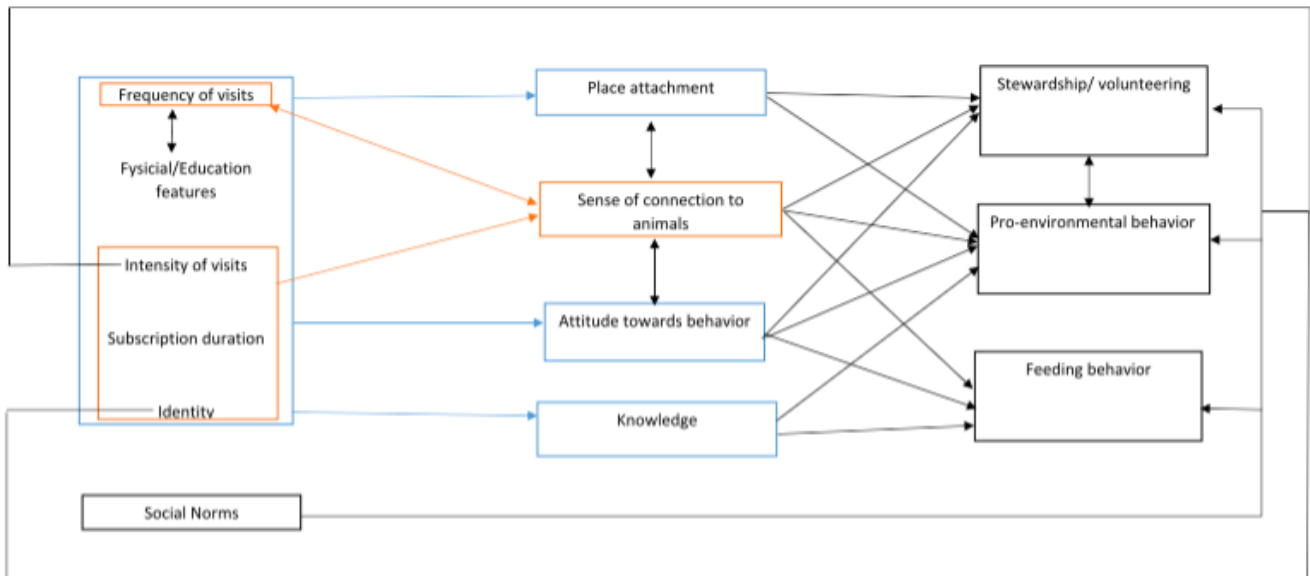 Frequency of visits
Fysicial/Education
features
Intensity of visits
Subscription duration
Identity
Social Norms
Place attachment
Sense of connection to
animals
Attitude towards behavior
Knowledge
Stewardship/ volunteering
Pro-environmental behavior
Feeding behavior